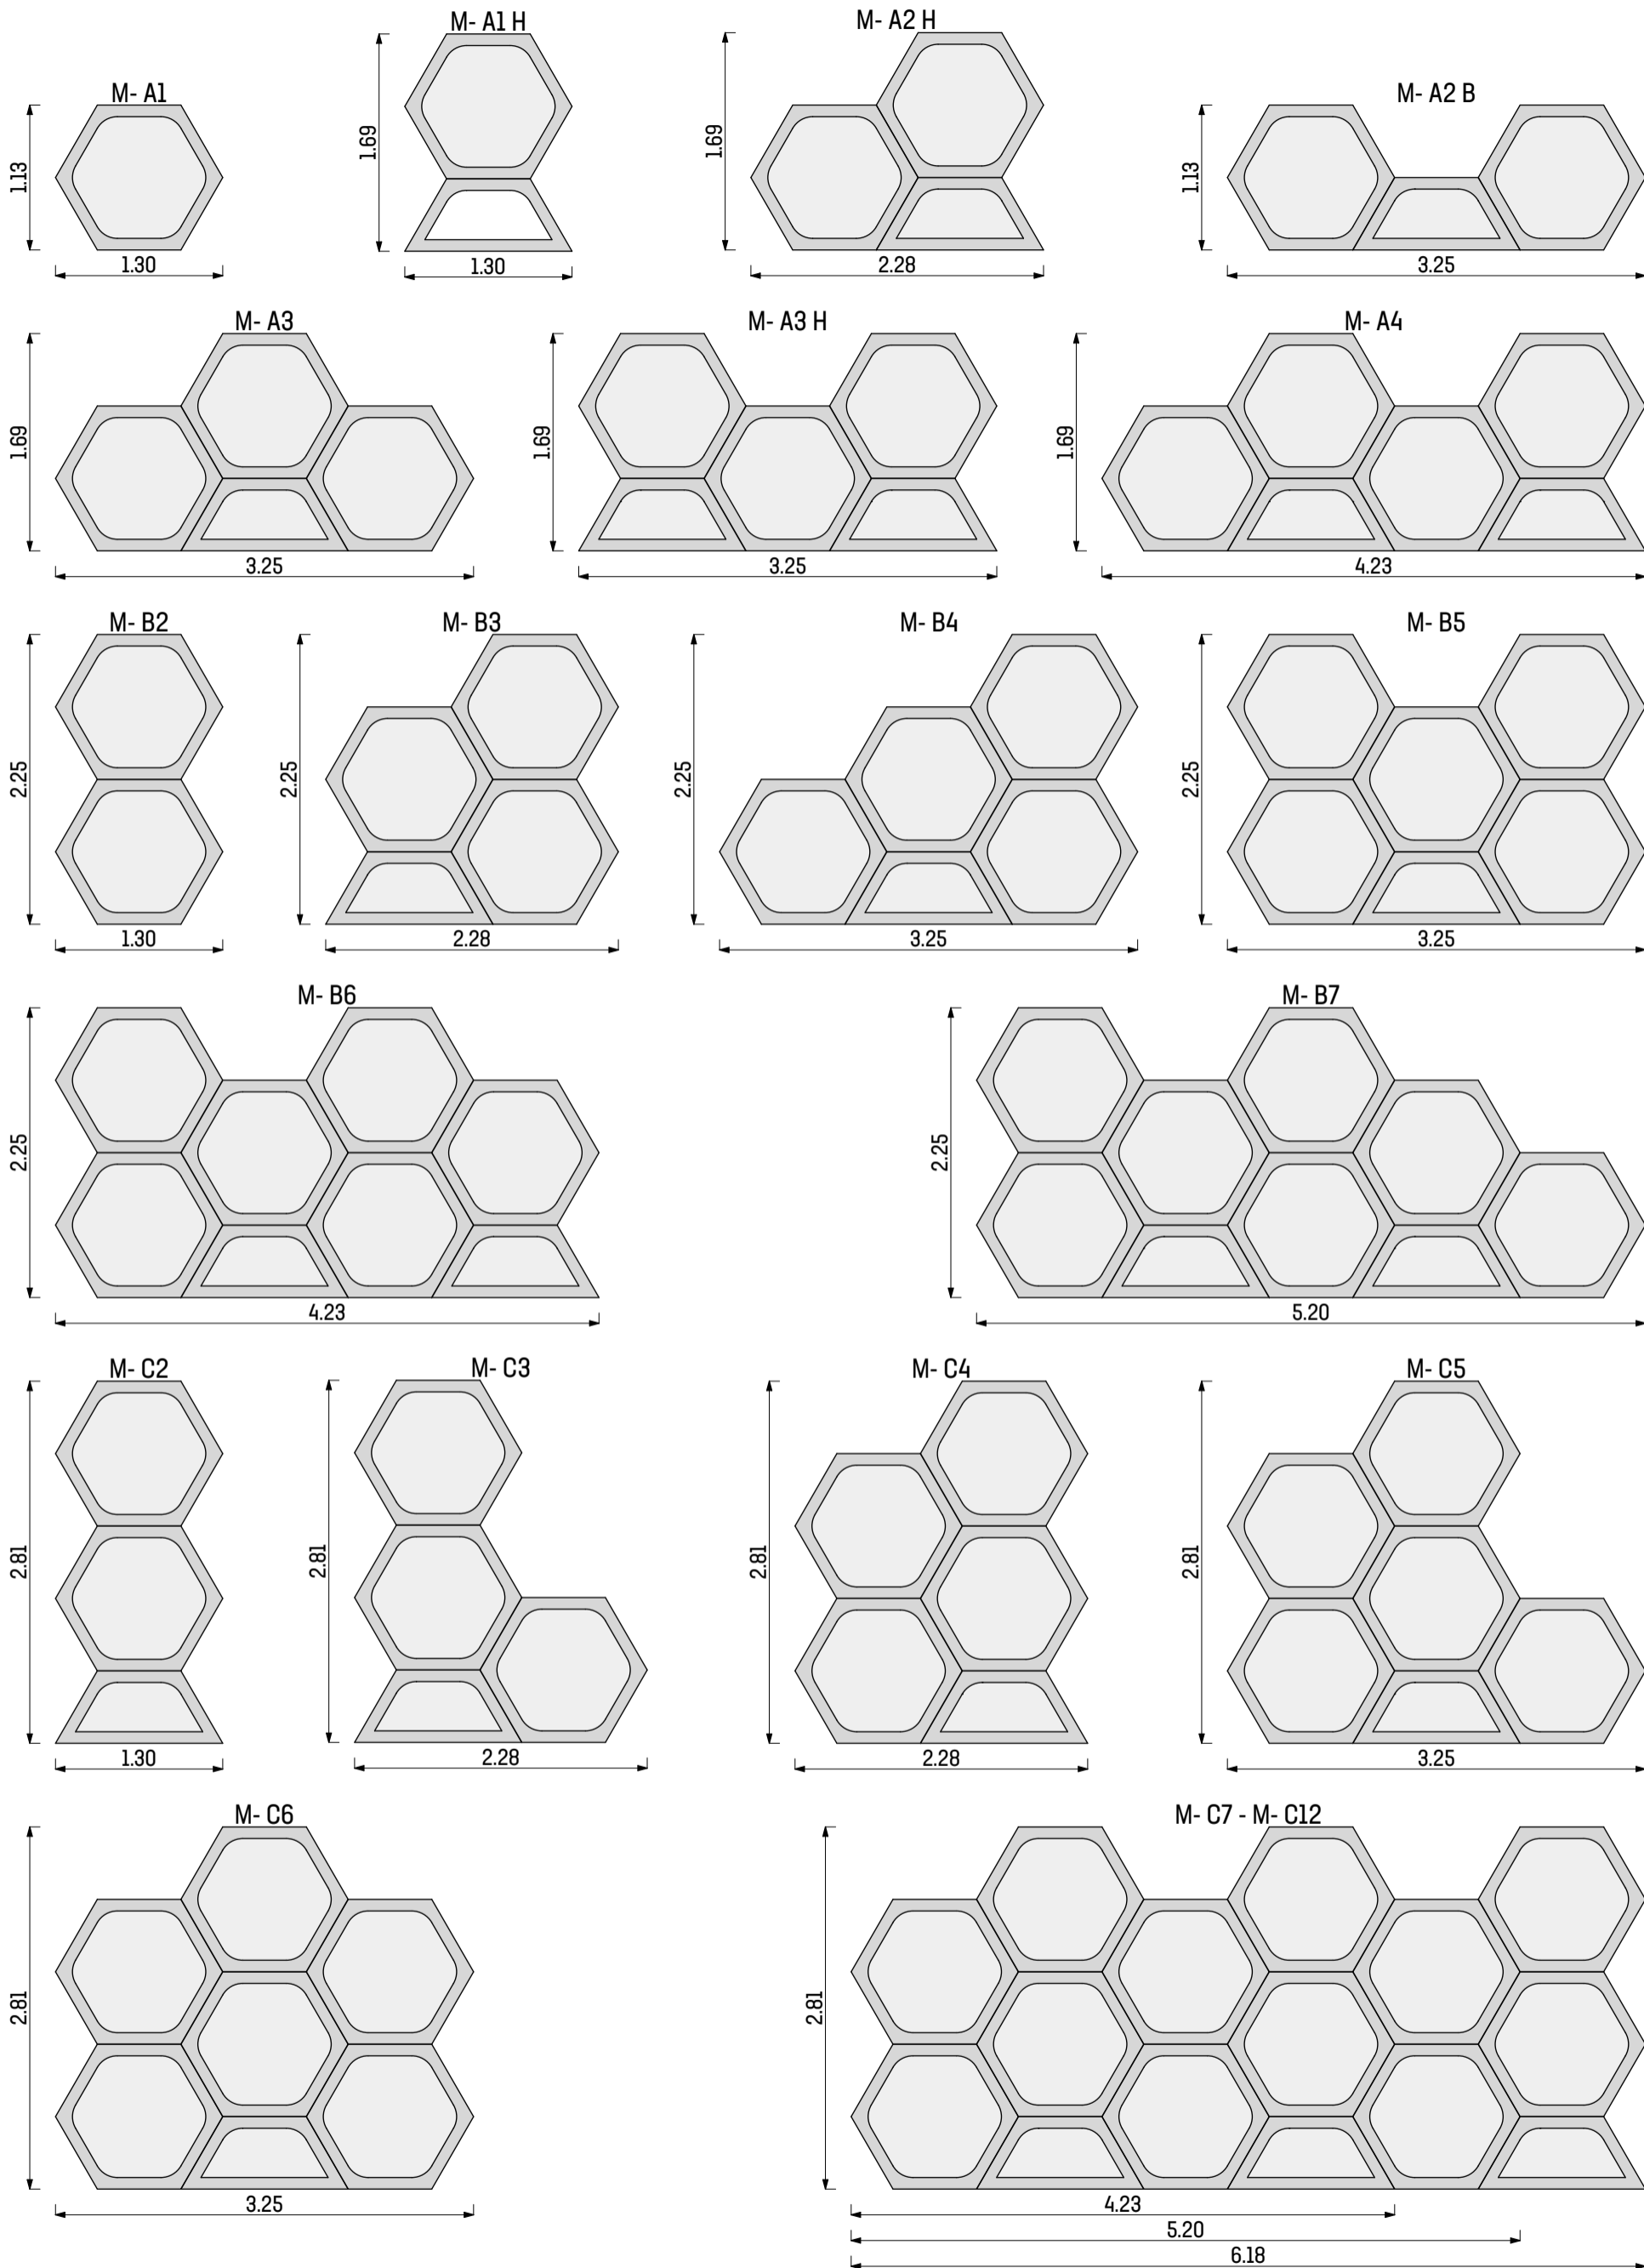 M- A1
1.13
1.30
M- A1 H
1.69
1.30
M- A2 H
1.69
2.28
M- A2 B
1.13
3.25
M- A3
1.69
3.25
M- A3 H
1.69
3.25
M- A4
1.69
4.23
M- B2
2.25
1.30
M- B3
2.25
2.28
M- B4
2.25
3.25
M- B5
2.25
3.25
M- B6
2.25
4.23
M- B7
2.25
5.20
M- C2
2.81
1.30
M- C3
2.81
2.28
M- C4
2.81
2.28
M- C5
2.81
3.25
M- C6
2.81
3.25
M- C7 - M- C12
2.81
4.23
5.20
6.18